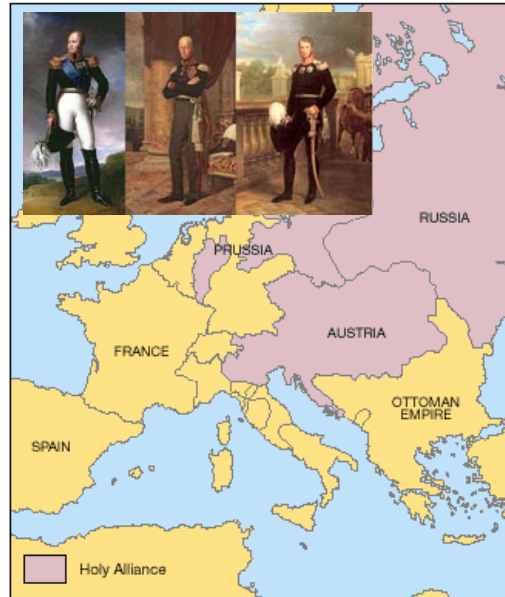 RUSSIA
PRUSSIA
AUSTRIA
FRANCE
OTTOMAN
EMPIRE
SPAIN
Holy Alliance